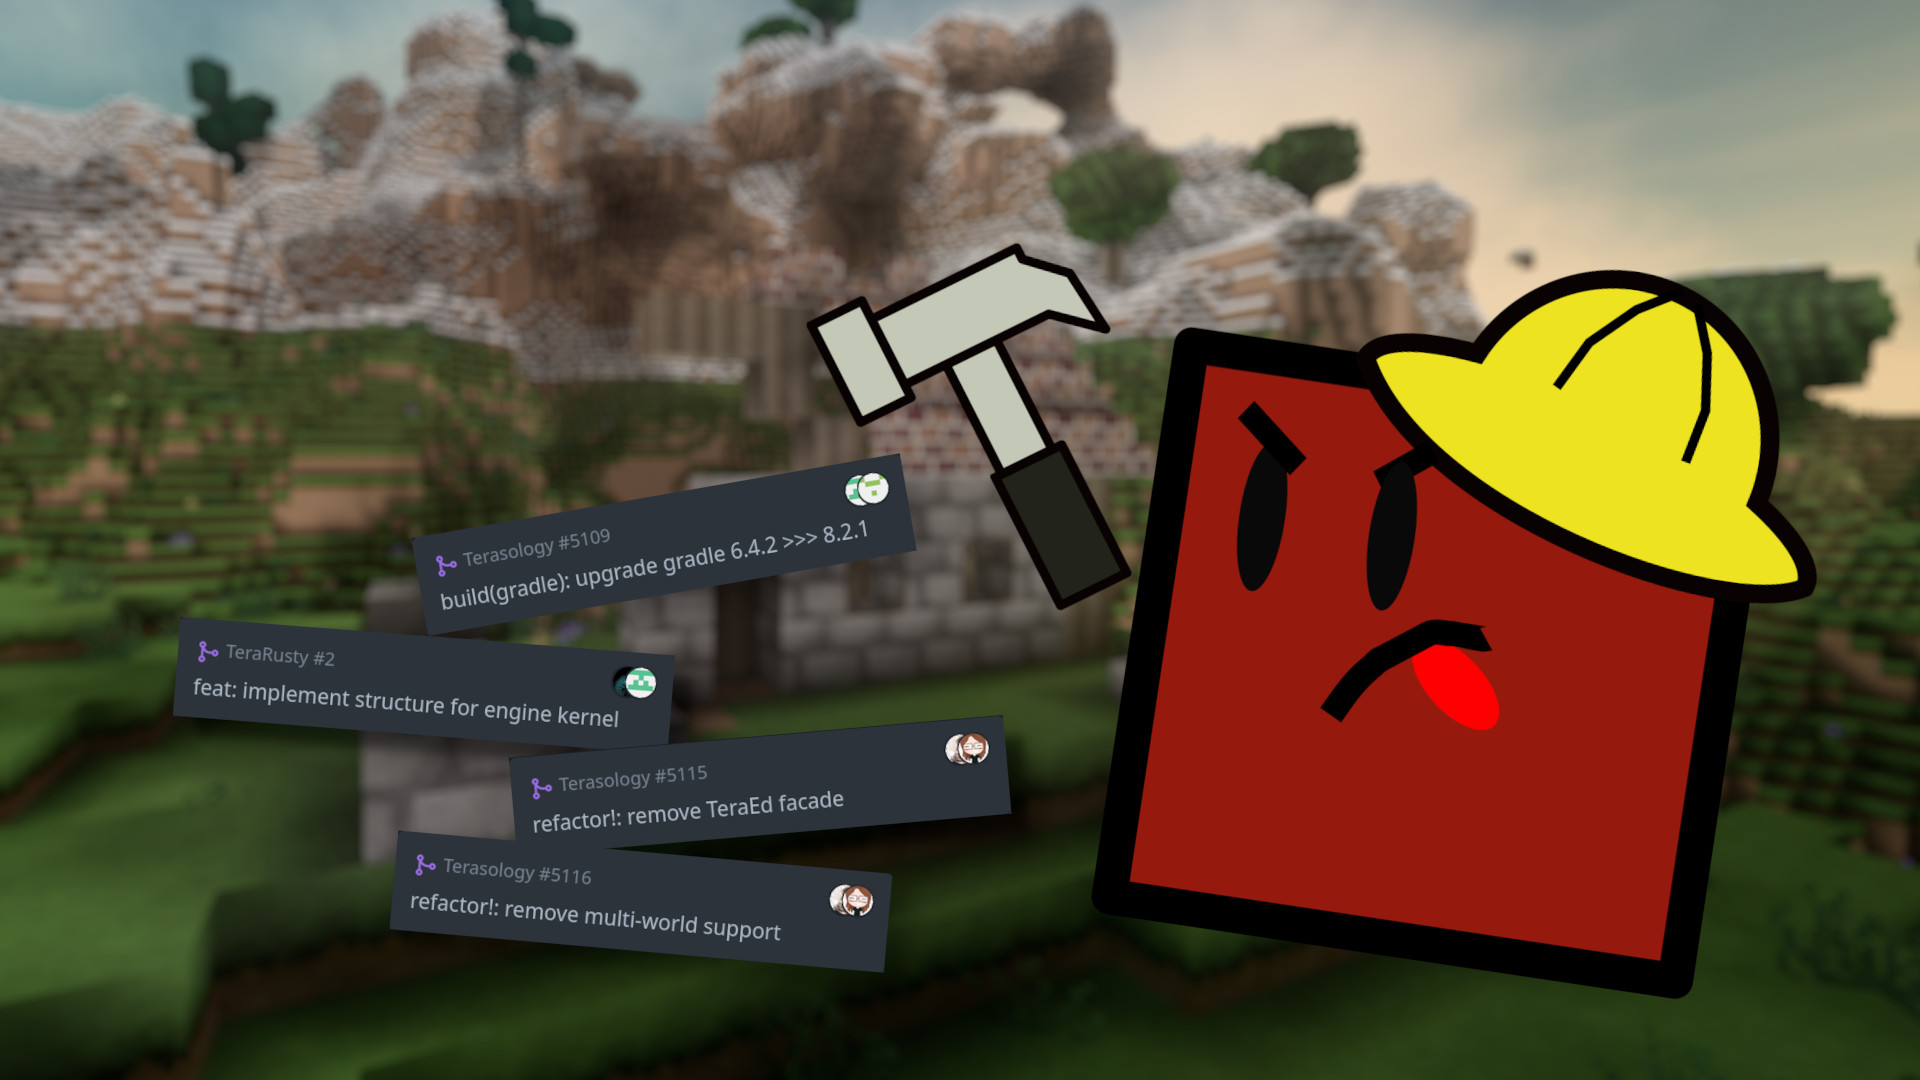 Terasology #5109
build(gradle): upgrade gradle 6.4.2 >>> 8.2.1
TeraRusty #2
feat: implement structure for engine kernel
Terasology #5115
refactor!: remove TeraEd facade
Terasology #5116
refactor!: remove multi-world support